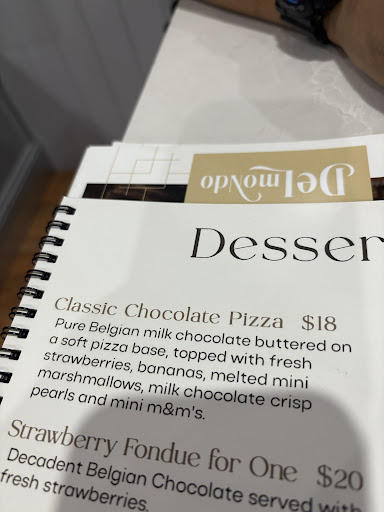 Delmondo
Desser
Classic Chocolate Pizza $18
Pure Belgian milk chocolate buttered on
a soft pizza base, topped with fresh
strawberries, bananas, melted mini
marshmallows, milk chocolate crisp
pearls and mini m&m's.
Strawberry Fondue for One $20
Decadent Belgian Chocolate served with
fresh strawberries.